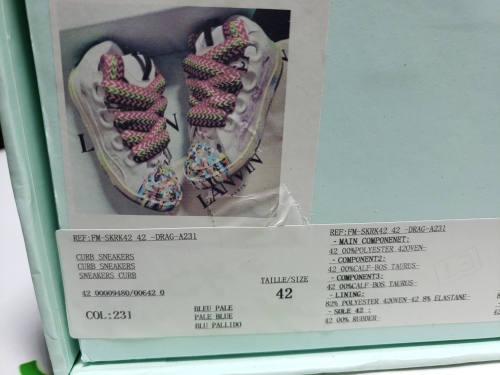 LANVIN
REF:FM-SKRK42 42 -DRAG-A231
CURB SNEAKERS
CURB SNEAKERS
SNEAKERS CURB
42 00009480/00642 0
COL:231
BLEU PALE
PALE BLUE
BLU PALLIDO
TAILLE/SIZE
42
REF:FM-SKRK42 42 -DRAG-A231
-MAIN COMPONENET:
42 00%POLYESTER 42OVEN-
-COMPONENT2:
42 00%CALF-BOS TAURUS-
-COMPONENT3:
42 00%CALF-BOS TAURUS-
-LINING:
82% POLYESTER 42OVEN-42 8% ELASTANE-
-SOLE 42 :
42 00% RUBBER-